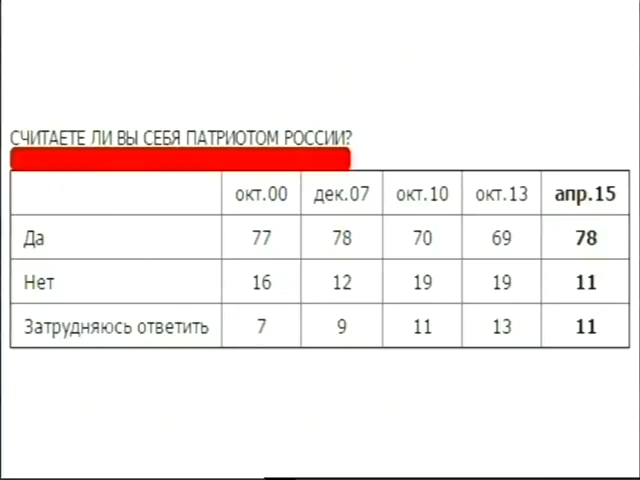 СЧИТАЕТЕ ЛИ ВЫ СЕБЯ ПАТРИОТОМ РОССИИ?
окт.00 дек.07 окт.10 окт.13 апр.15
Да 77 78 70 69 78
Нет 16 12 19 19 11
Затрудняюсь ответить 7 9 11 13 11